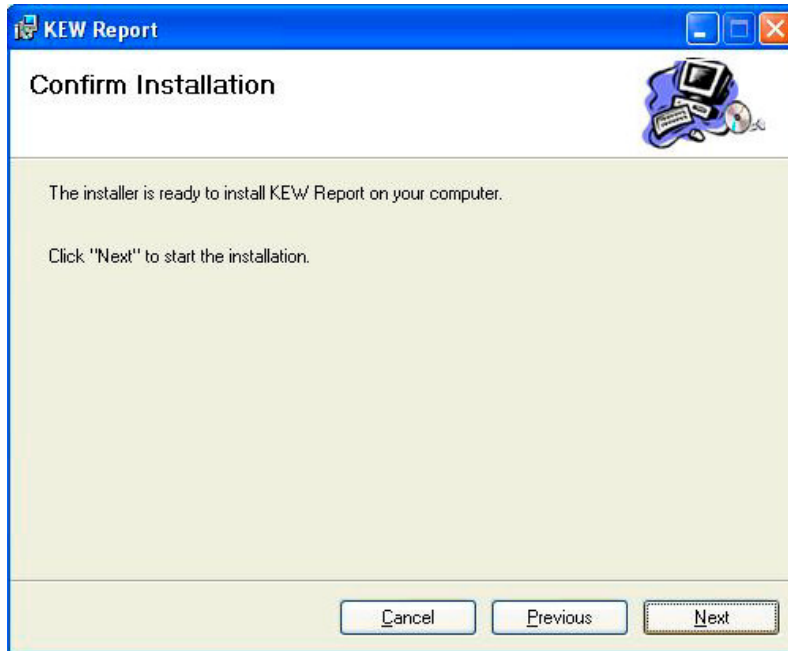 KEW Report
Confirm Installation
The installer is ready to install KEW Report on your computer.
Click "Next" to start the installation.
Cancel
Previous
Next